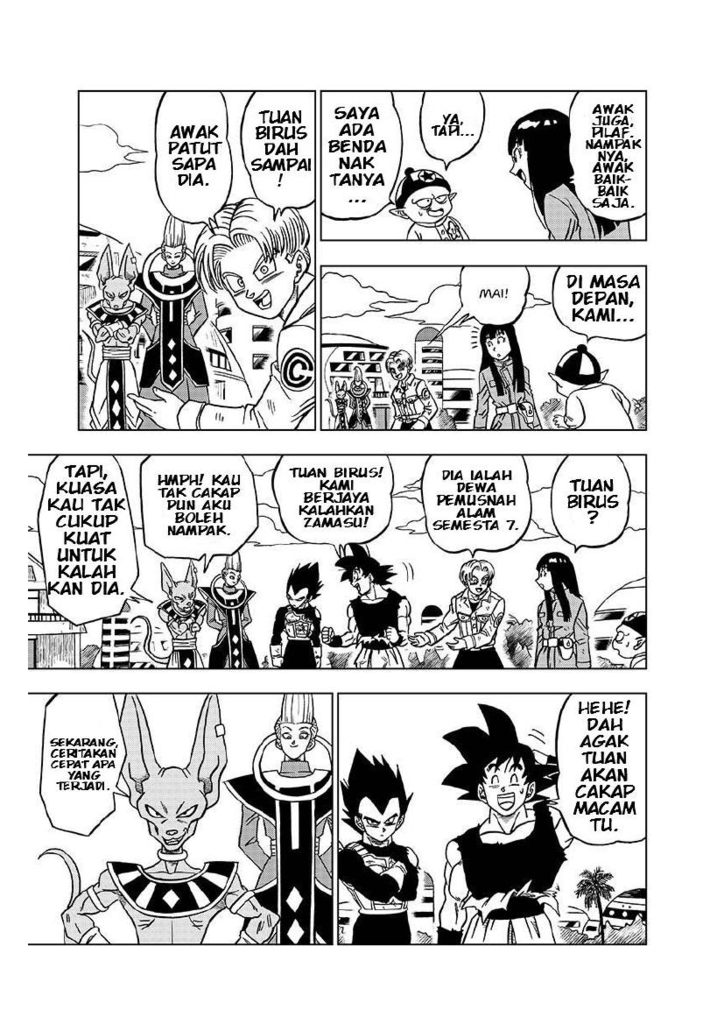 AWAK
JUGA,
PILAF.
NAMPAK
NYA,
AWAK
BAIK-
BAIK
SAJA.
YA,
TAPI...
SAYA
ADA
BENDA
NAK
TANYA
...
DI MASA
DEPAN,
KAMI...
MAI!
TUAN
BIRUS
DAH
SAMPAI
!
AWAK
PATUT
SAPA
DIA.
TUAN
BIRUS
?
DIA IALAH
DEWA
PEMUSNAH
ALAM
SEMESTA 7.
TUAN BIRUS!
KAMI
BERJAYA
KALAHKAN
ZAMASU!
HMPH! KAU
TAK CAKAP
PUN AKU
BOLEH
NAMPAK.
TAPI,
KUASA
KAU TAK
CUKUP
KUAT
UNTUK
KALAH
KAN DIA.
HEHE!
DAH
AGAK
TUAN
AKAN
CAKAP
MACAM
TU.
SEKARANG,
CERITAKAN
CEPAT APA
YANG
TERJADI.